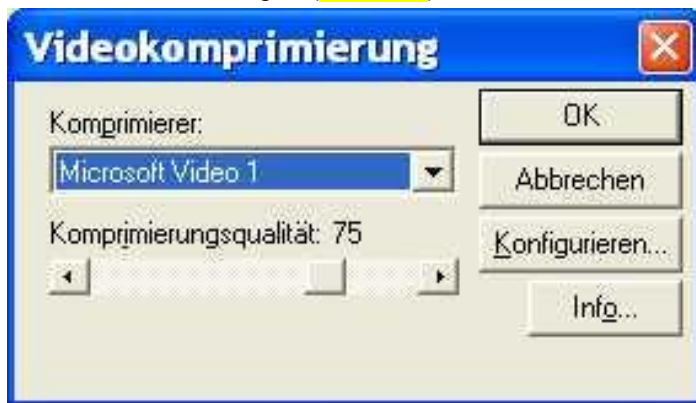 Videokomprimierung
Komprimierer:
Microsoft Video 1
Komprimierungsqualität: 75
OK
Abbrechen
Konfigurieren...
Info...